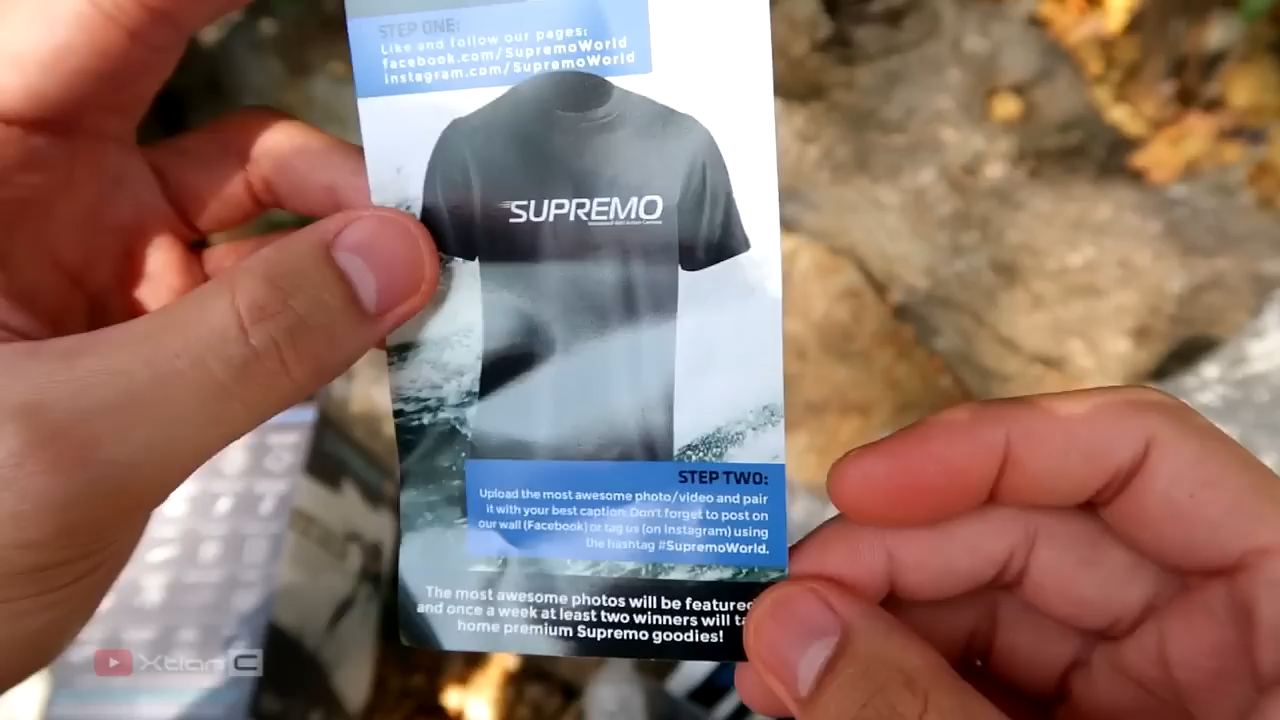 STEP ONE:
Like and follow our pages:
facebook.com/SupremoWorld
instagram.com/SupremoWorld
SUPREMO
STEP TWO:
Upload the most awesome photo/video and pair
it with your best caption. Don't forget to post on
our wall (Facebook) or tag us (on Instagram) using
the hashtag #SupremoWorld.
The most awesome photos will be featured
and once a week at least two winners will
home premium Supremo goodies!
Xtian C